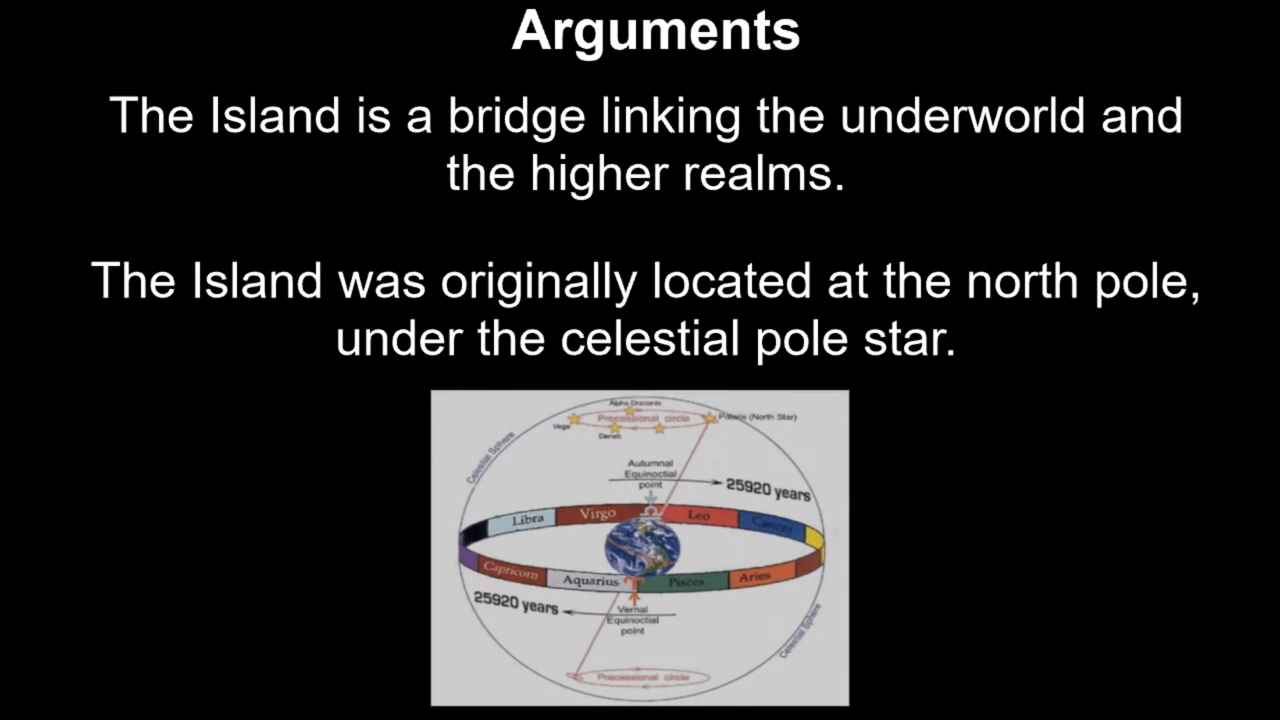 Arguments
The Island is a bridge linking the underworld and
the higher realms.
The Island was originally located at the north pole,
under the celestial pole star.
Alpha Draconis
Precessional circle
Polaris (North Star)
Vega
Deneb
Celestial Sphere
Autumnal
Equinoctial
point
25920 years
Libra
Virgo
Leo
Cancer
Capricorn
Aquarius
Pisces
Aries
25920 years
Vernal
Equinoctial
point
Celestial Sphere
Precessional circle